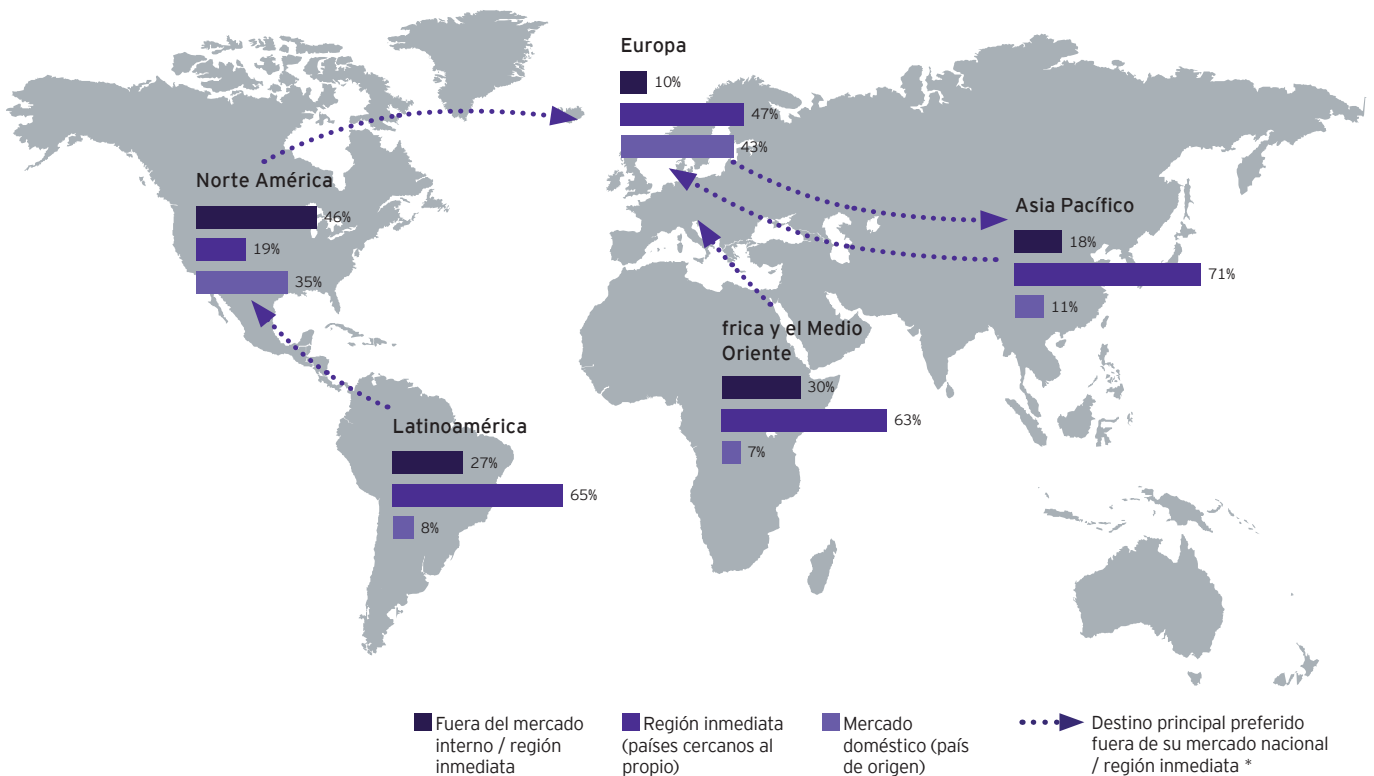 Europa
10%
47%
43%
Norte América
46%
19%
35%
Asia Pacífico
18%
71%
11%
frica y el Medio
Oriente
30%
63%
7%
Latinoamérica
27%
65%
8%
Fuera del mercado
interno / región
inmediata
Región inmediata
(países cercanos al
propio)
Mercado
doméstico (país
de origen)
Destino principal preferido
fuera de su mercado nacional
/ región inmediata *